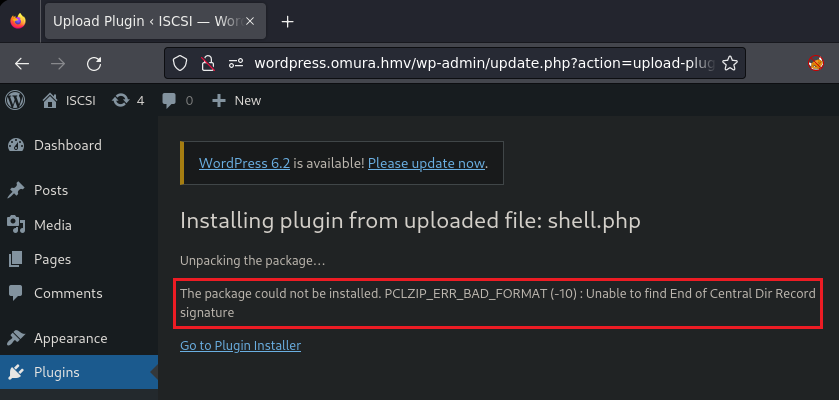 Upload Plugin ‹ ISCSI — Wor
wordpress.omura.hmv/wp-admin/update.php?action=upload-plug
ISCSI 4 0 New
Dashboard
Posts
Media
Pages
Comments
Appearance
Plugins
WordPress 6.2 is available! Please update now.
Installing plugin from uploaded file: shell.php
Unpacking the package…
The package could not be installed. PCLZIP_ERR_BAD_FORMAT (-10) : Unable to find End of Central Dir Record
signature
Go to Plugin Installer